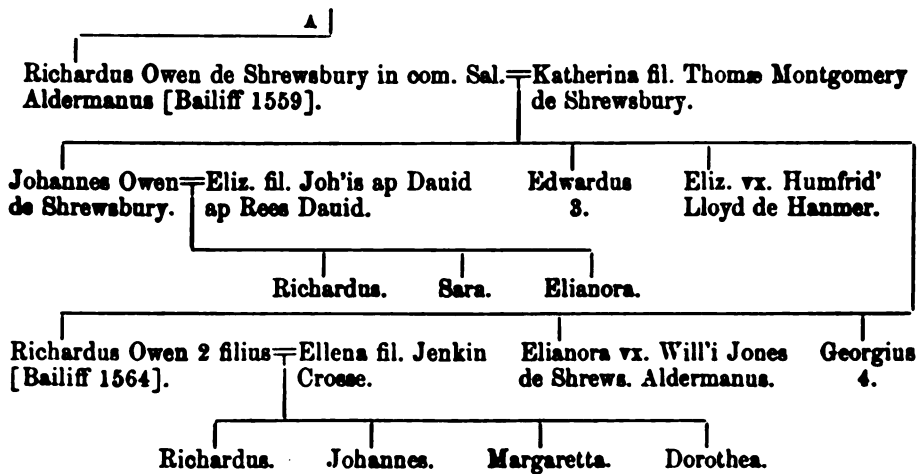 A
Richardus Owen de Shrewsbury in com. Sal.=Katherina fil. Thomæ Montgomery
Aldermanus [Bailiff 1559]. de Shrewsbury.
Johannes Owen=Eliz. fil. Joh'is ap Dauid Edwardus Eliz. vx. Humfrid'
de Shrewsbury. ap Rees Dauid. 3. Lloyd de Hanmer.
Richardus. Sara. Elianora.
Richardus Owen 2 filius=Ellena fil. Jenkin Elianora vx. Will'i Jones Georgius
[Bailiff 1564]. Crosse. de Shrews. Aldermanus. 4.
Richardus. Johannes. Margaretta. Dorothea.